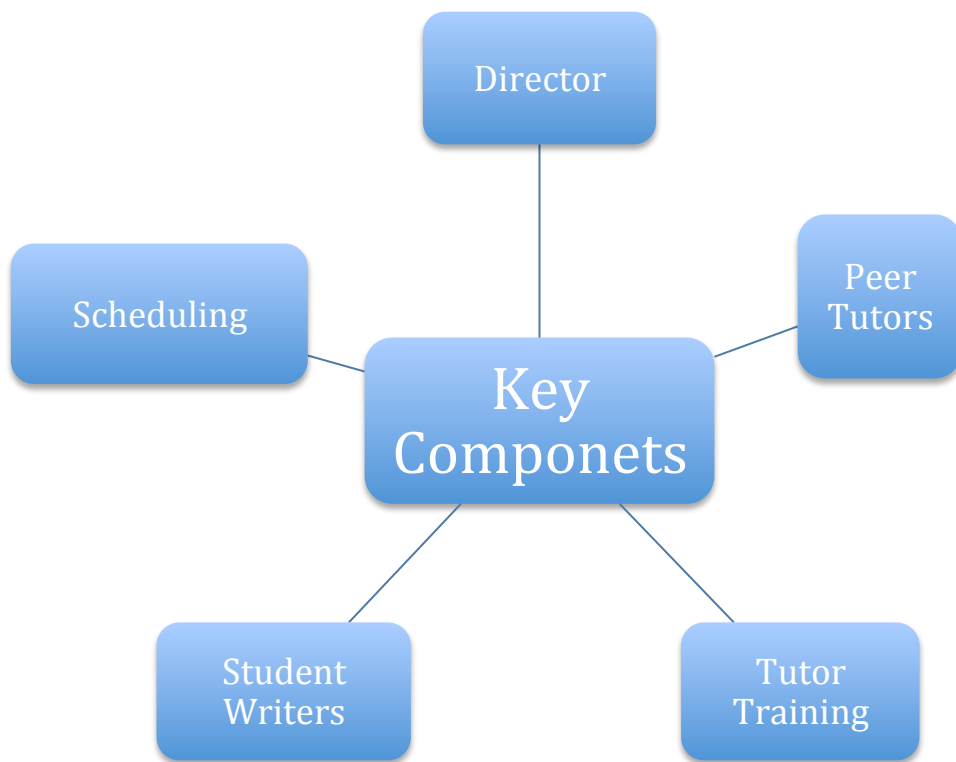 Director
Peer
Tutors
Scheduling
Key
Componets
Student
Writers
Tutor
Training